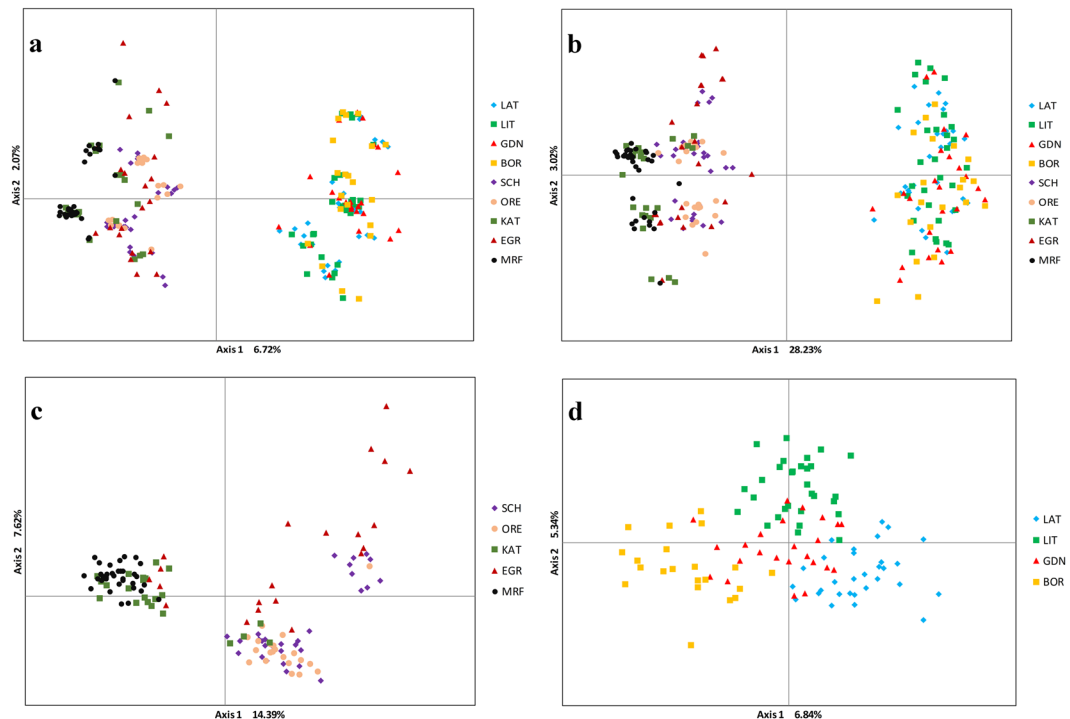 a
Axis 2 2.07%
Axis 1 6.72%
LAT
LIT
GDN
BOR
SCH
ORE
KAT
EGR
MRF
b
Axis 2 3.02%
Axis 1 28.23%
LAT
LIT
GDN
BOR
SCH
ORE
KAT
EGR
MRF
c
Axis 2 7.62%
Axis 1 14.39%
SCH
ORE
KAT
EGR
MRF
d
Axis 2 5.34%
Axis 1 6.84%
LAT
LIT
GDN
BOR